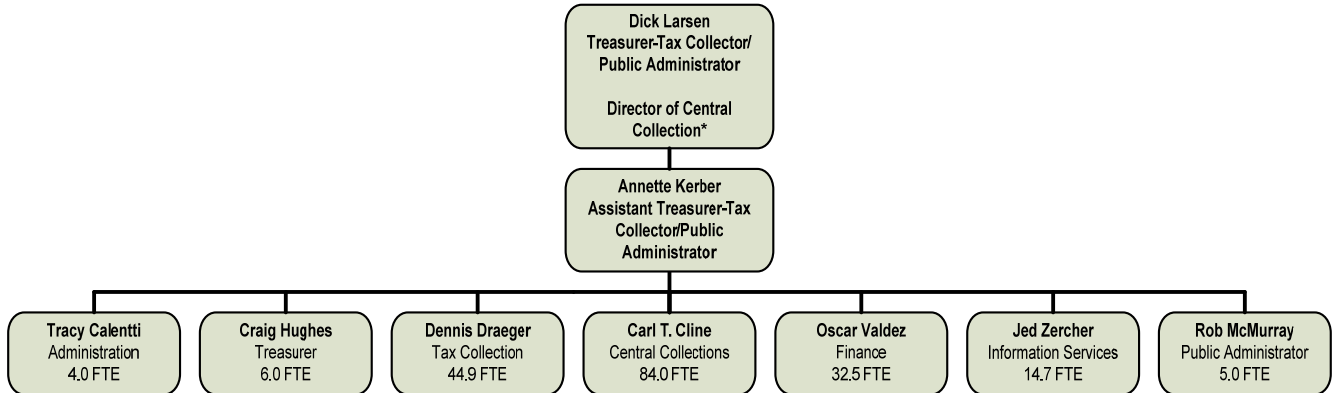 Dick Larsen
Treasurer-Tax Collector/
Public Administrator
Director of Central
Collection*
Annette Kerber
Assistant Treasurer-Tax
Collector/Public
Administrator
Tracy Calentti
Administration
4.0 FTE
Craig Hughes
Treasurer
6.0 FTE
Dennis Draeger
Tax Collection
44.9 FTE
Carl T. Cline
Central Collections
84.0 FTE
Oscar Valdez
Finance
32.5 FTE
Jed Zercher
Information Services
14.7 FTE
Rob McMurray
Public Administrator
5.0 FTE